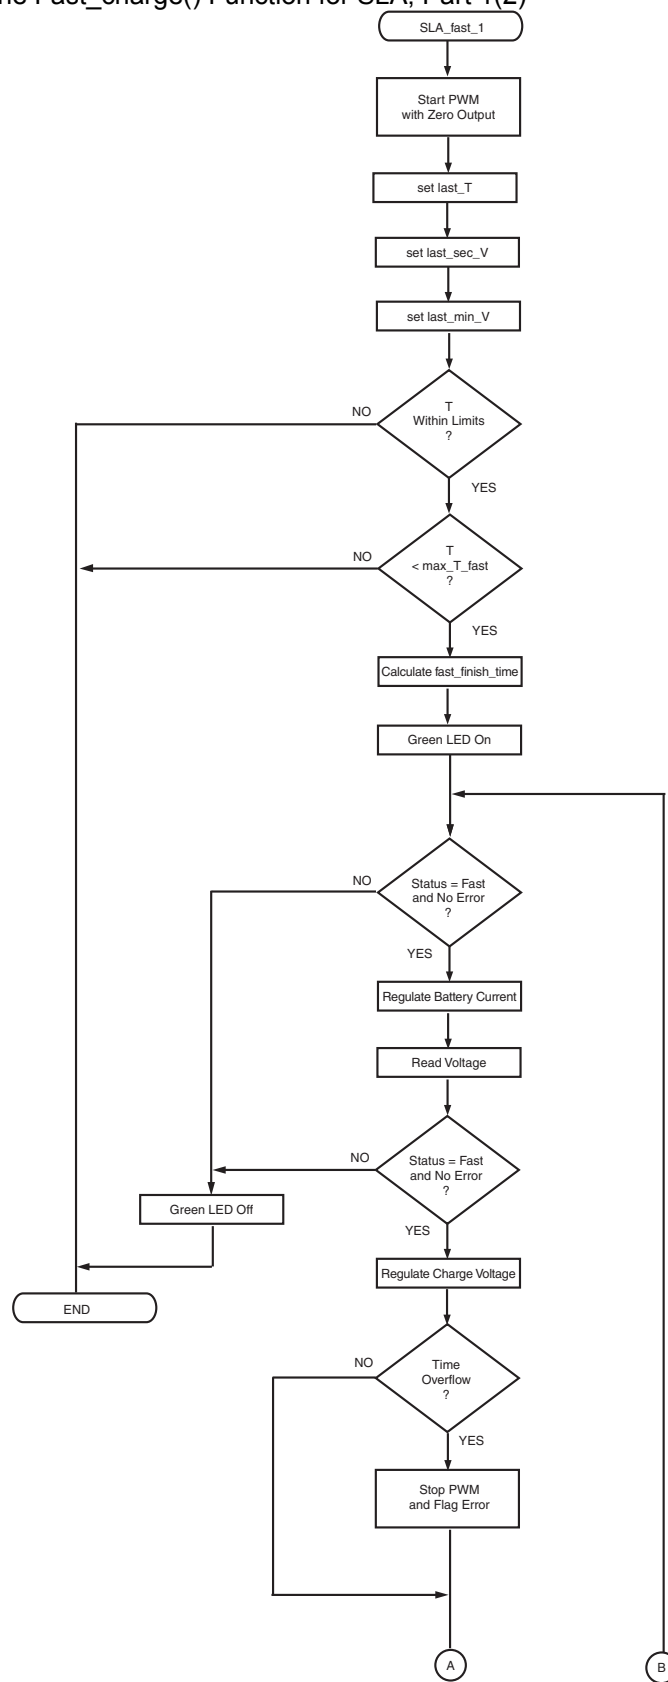 Fast_charge() Function for SLA, Part 1(2)
SLA_fast_1
Start PWM
with Zero Output
set last_T
set last_sec_V
set last_min_V
T
Within Limits
?
NO
YES
T
< max_T_fast
?
NO
YES
Calculate fast_finish_time
Green LED On
Status = Fast
and No Error
?
NO
YES
Regulate Battery Current
Read Voltage
Status = Fast
and No Error
?
NO
YES
Green LED Off
Regulate Charge Voltage
END
Time
Overflow
?
NO
YES
Stop PWM
and Flag Error
A
B